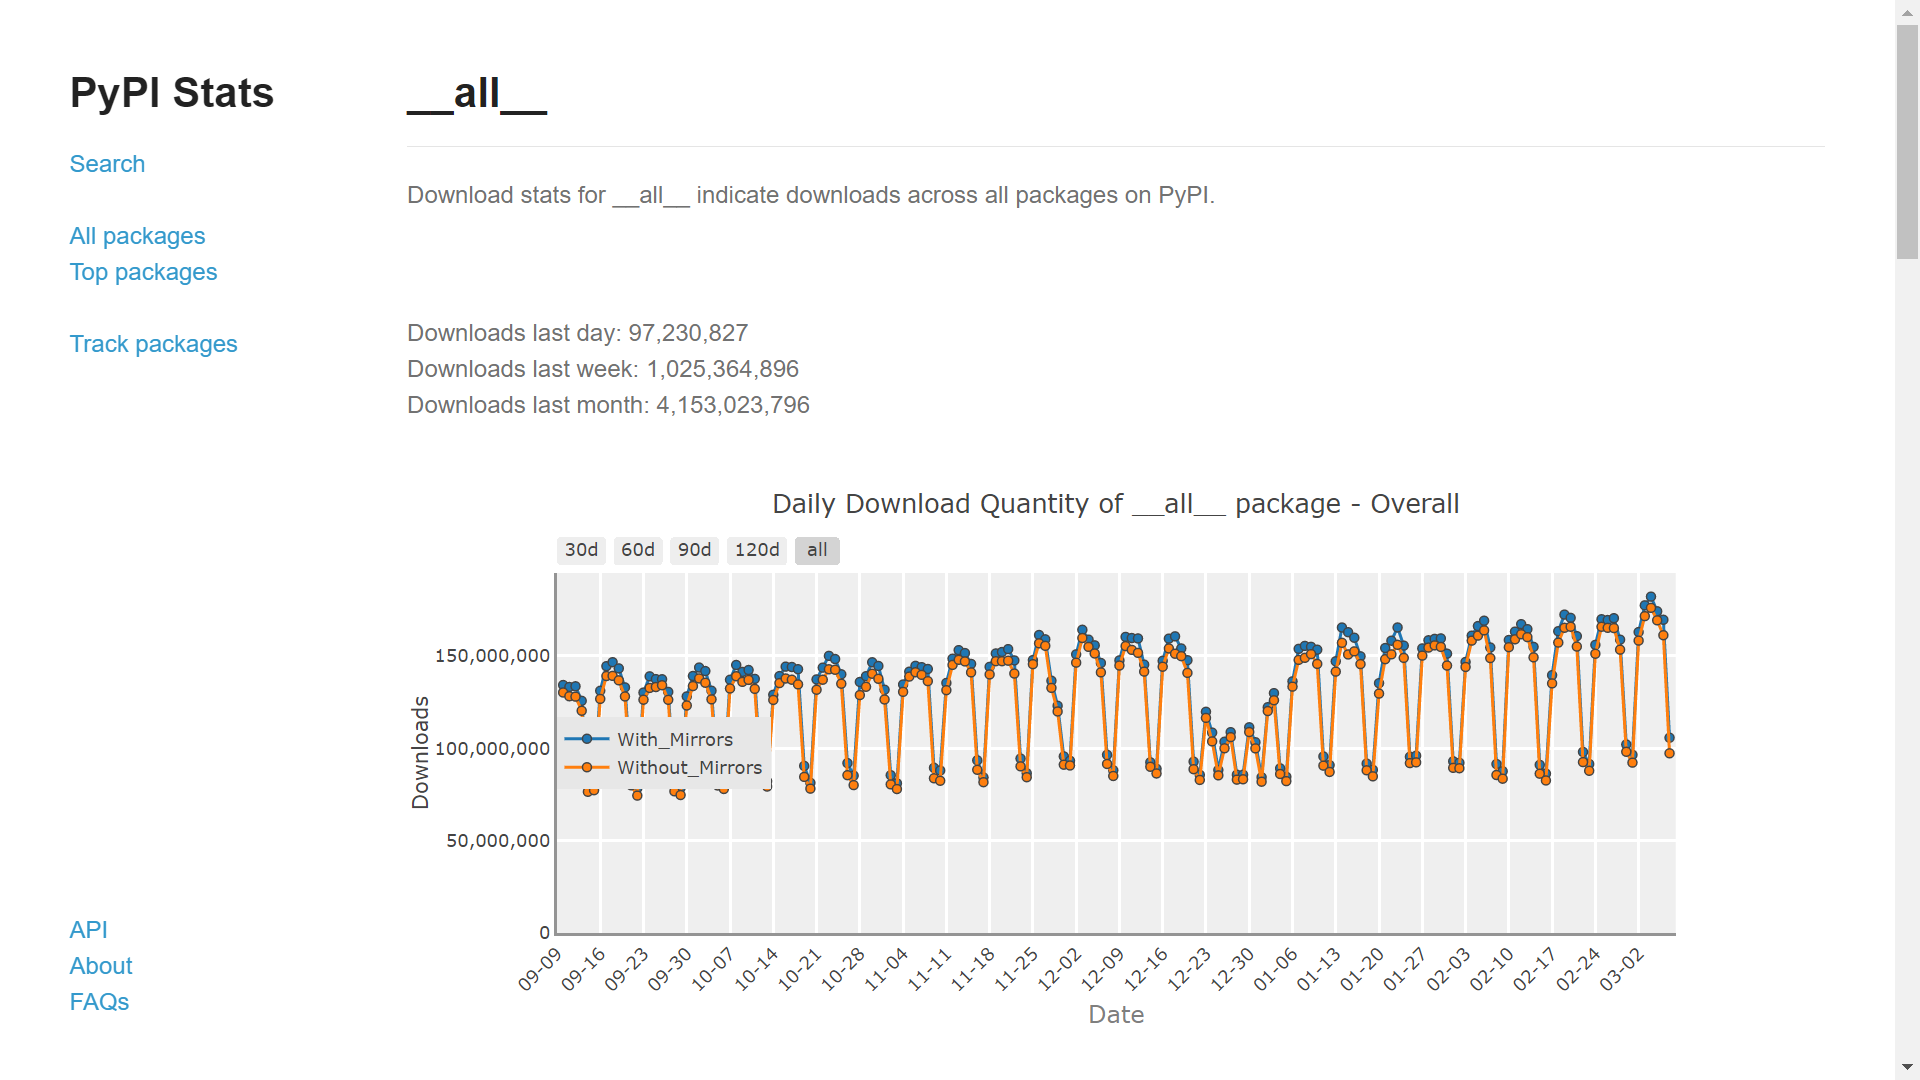 PyPI Stats
Search
All packages
Top packages
Track packages
API
About
FAQs
__all__
Download stats for __all__ indicate downloads across all packages on PyPI.
Downloads last day: 97,230,827
Downloads last week: 1,025,364,896
Downloads last month: 4,153,023,796
Daily Download Quantity of __all__ package - Overall
30d 60d 90d 120d all
Downloads
150,000,000
100,000,000
50,000,000
0
With_Mirrors
Without_Mirrors
09-09 09-16 09-23 09-30 10-07 10-14 10-21 10-28 11-04 11-11 11-18 11-25 12-02 12-09 12-16 12-23 12-30 01-06 01-13 01-20 01-27 02-03 02-10 02-17 02-24 03-02
Date